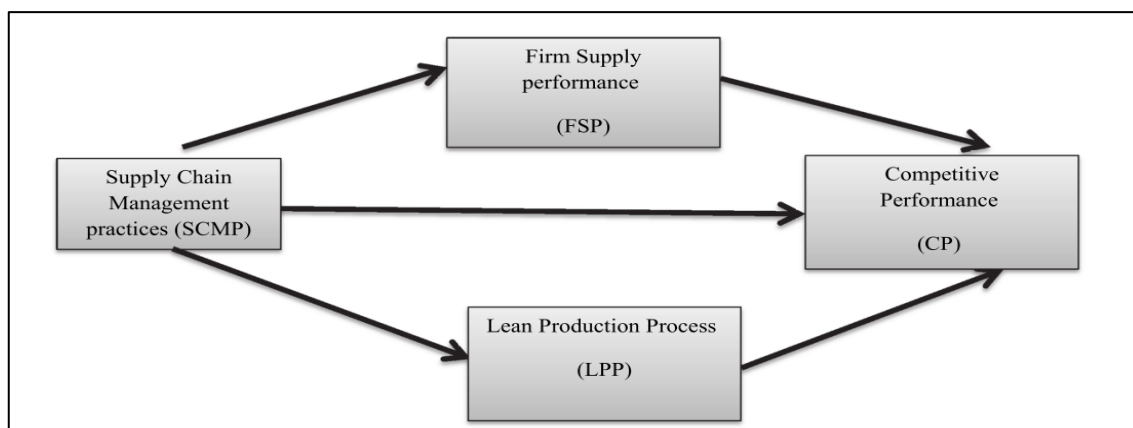 Firm Supply
performance
(FSP)
Supply Chain
Management
practices (SCMP)
Competitive
Performance
(CP)
Lean Production Process
(LPP)